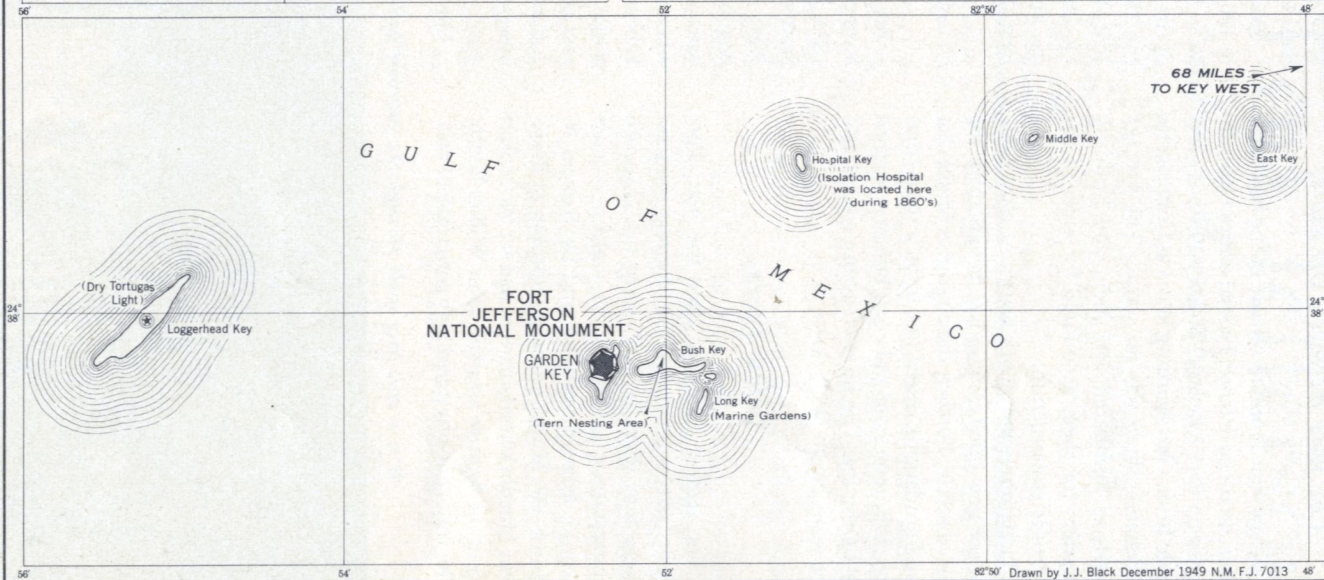 56' 54' 52' 82°50' 48'
68 MILES
TO KEY WEST
GULF OF MEXICO
Hospital Key
(Isolation Hospital
was located here
during 1860's)
Middle Key
East Key
(Dry Tortugas
Light)
Loggerhead Key
24°
38'
24°
38'
FORT
JEFFERSON
NATIONAL MONUMENT
GARDEN
KEY
Bush Key
Long Key
(Marine Gardens)
(Tern Nesting Area)
56' 54' 52' 82°50' 48'
Drawn by J.J. Black December 1949 N.M. F.J. 7013